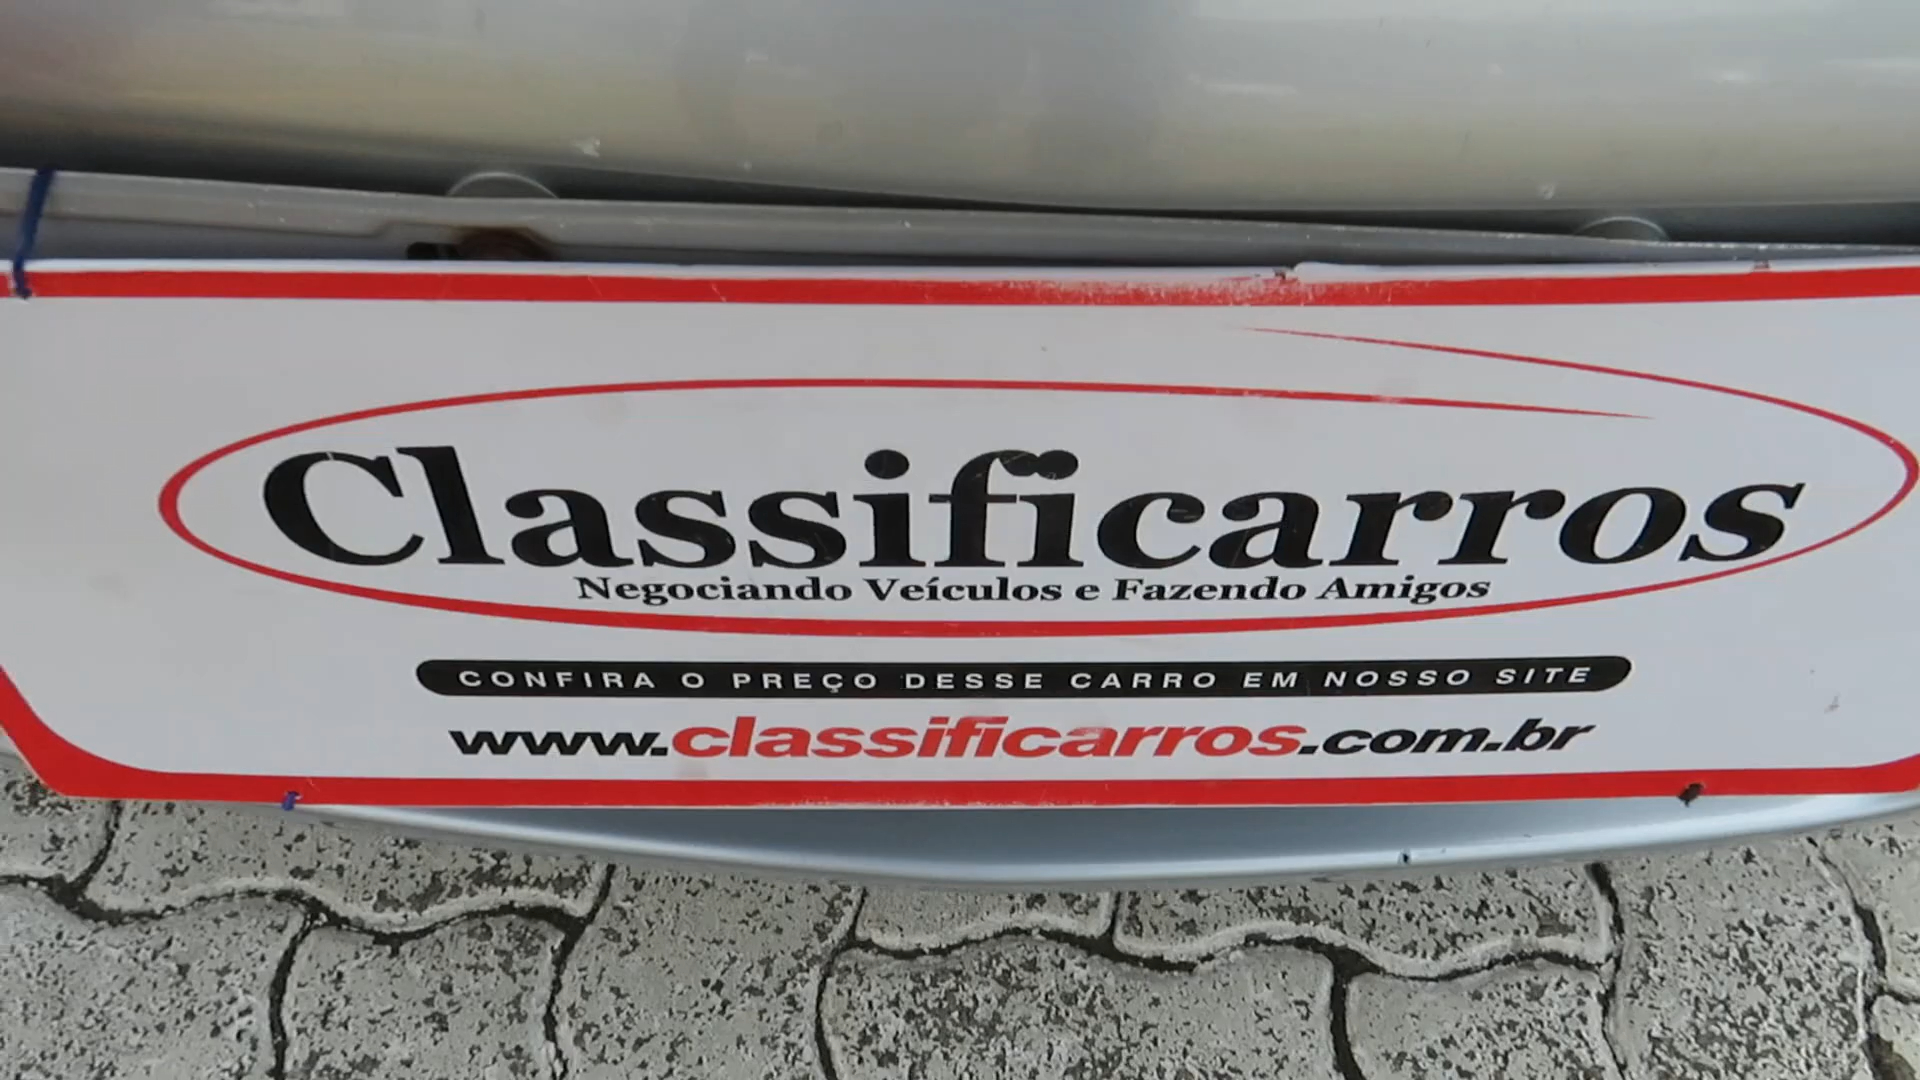 Classificarros
Negociando Veículos e Fazendo Amigos
CONFIRA O PREÇO DESSE CARRO EM NOSSO SITE
www.classificarros.com.br